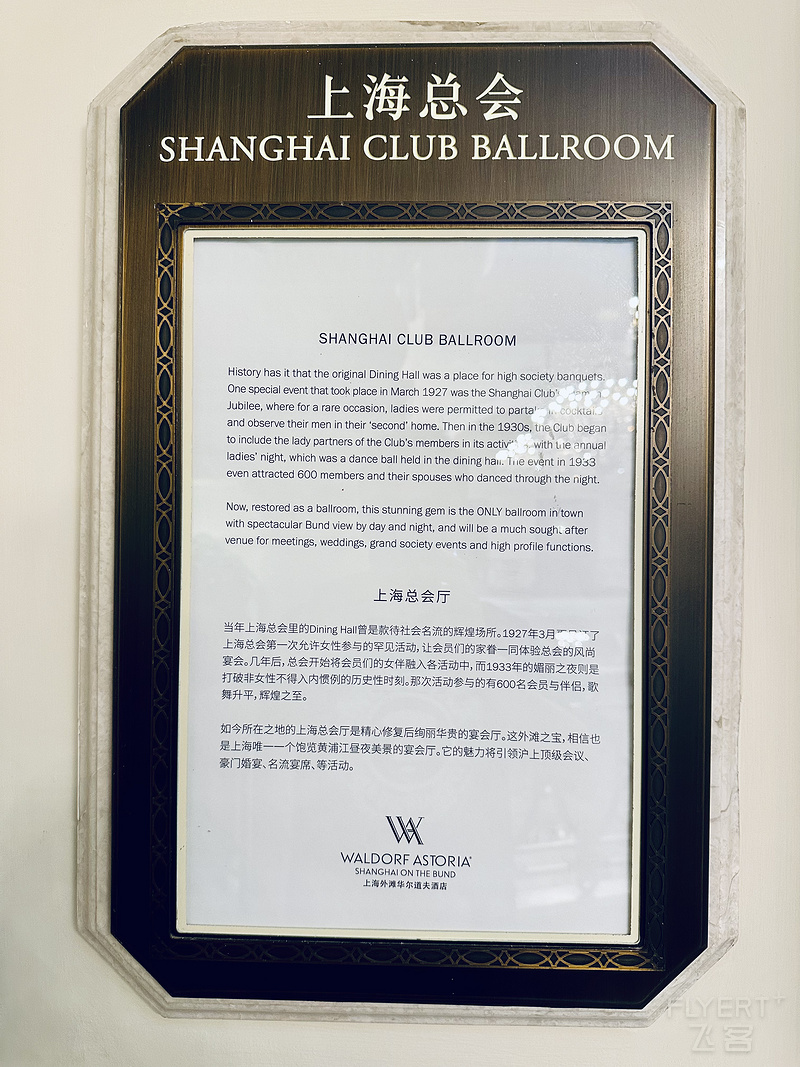 上海总会
SHANGHAI CLUB BALLROOM
SHANGHAI CLUB BALLROOM
History has it that the original Dining Hall was a place for high society banquets.
One special event that took place in March 1927 was the Shanghai Club's
Jubilee, where for a rare occasion, ladies were permitted to partake in cocktails
and observe their men in their 'second' home. Then in the 1930s, the Club began
to include the lady partners of the Club's members in its activities, with the annual
ladies' night, which was a dance ball held in the dining hall. The event in 1933
even attracted 600 members and their spouses who danced through the night.
Now, restored as a ballroom, this stunning gem is the ONLY ballroom in town
with spectacular Bund view by day and night, and will be a much sought after
venue for meetings, weddings, grand society events and high profile functions.
上海总会厅
当年上海总会里的Dining Hall曾是款待社会名流的辉煌场所。1927年3月了
上海总会第一次允许女性参与的罕见活动, 让会员们的家眷一同体验总会的风尚
宴会。几年后, 总会开始将会员们的女伴融入各活动中, 而1933年的媚丽之夜则是
打破非女性不得入内惯例的历史性时刻。那次活动参与的有600名会员与伴侣, 歌
舞升平, 辉煌之至。
如今所在之地的上海总会厅是精心修复后绚丽华贵的宴会厅。这外滩之宝, 相信也
是上海唯一一个饱览黄浦江昼夜美景的宴会厅。它的魅力将引领沪上顶级会议、
豪门婚宴、名流宴席、等活动。
WA
WALDORF ASTORIA®
SHANGHAI ON THE BUND
上海外滩华尔道夫酒店
FLYERT+
飞客